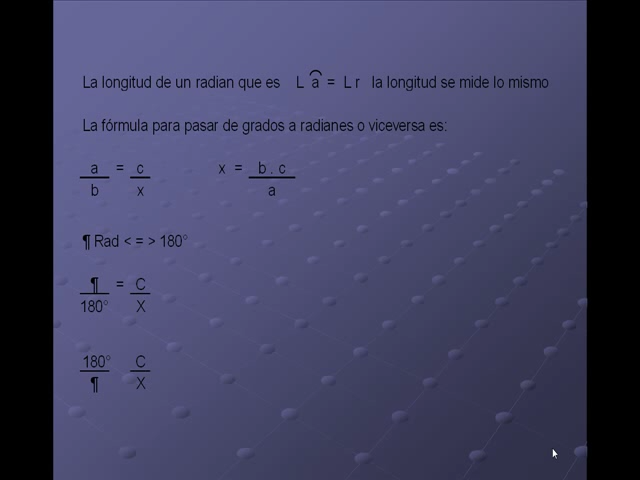 La longitud de un radian que es L a = L r la longitud se mide lo mismo
La fórmula para pasar de grados a radianes o viceversa es:
a = c x = b . c
b x a
¶ Rad < = > 180°
¶ = C
180° X
180° C
¶ X